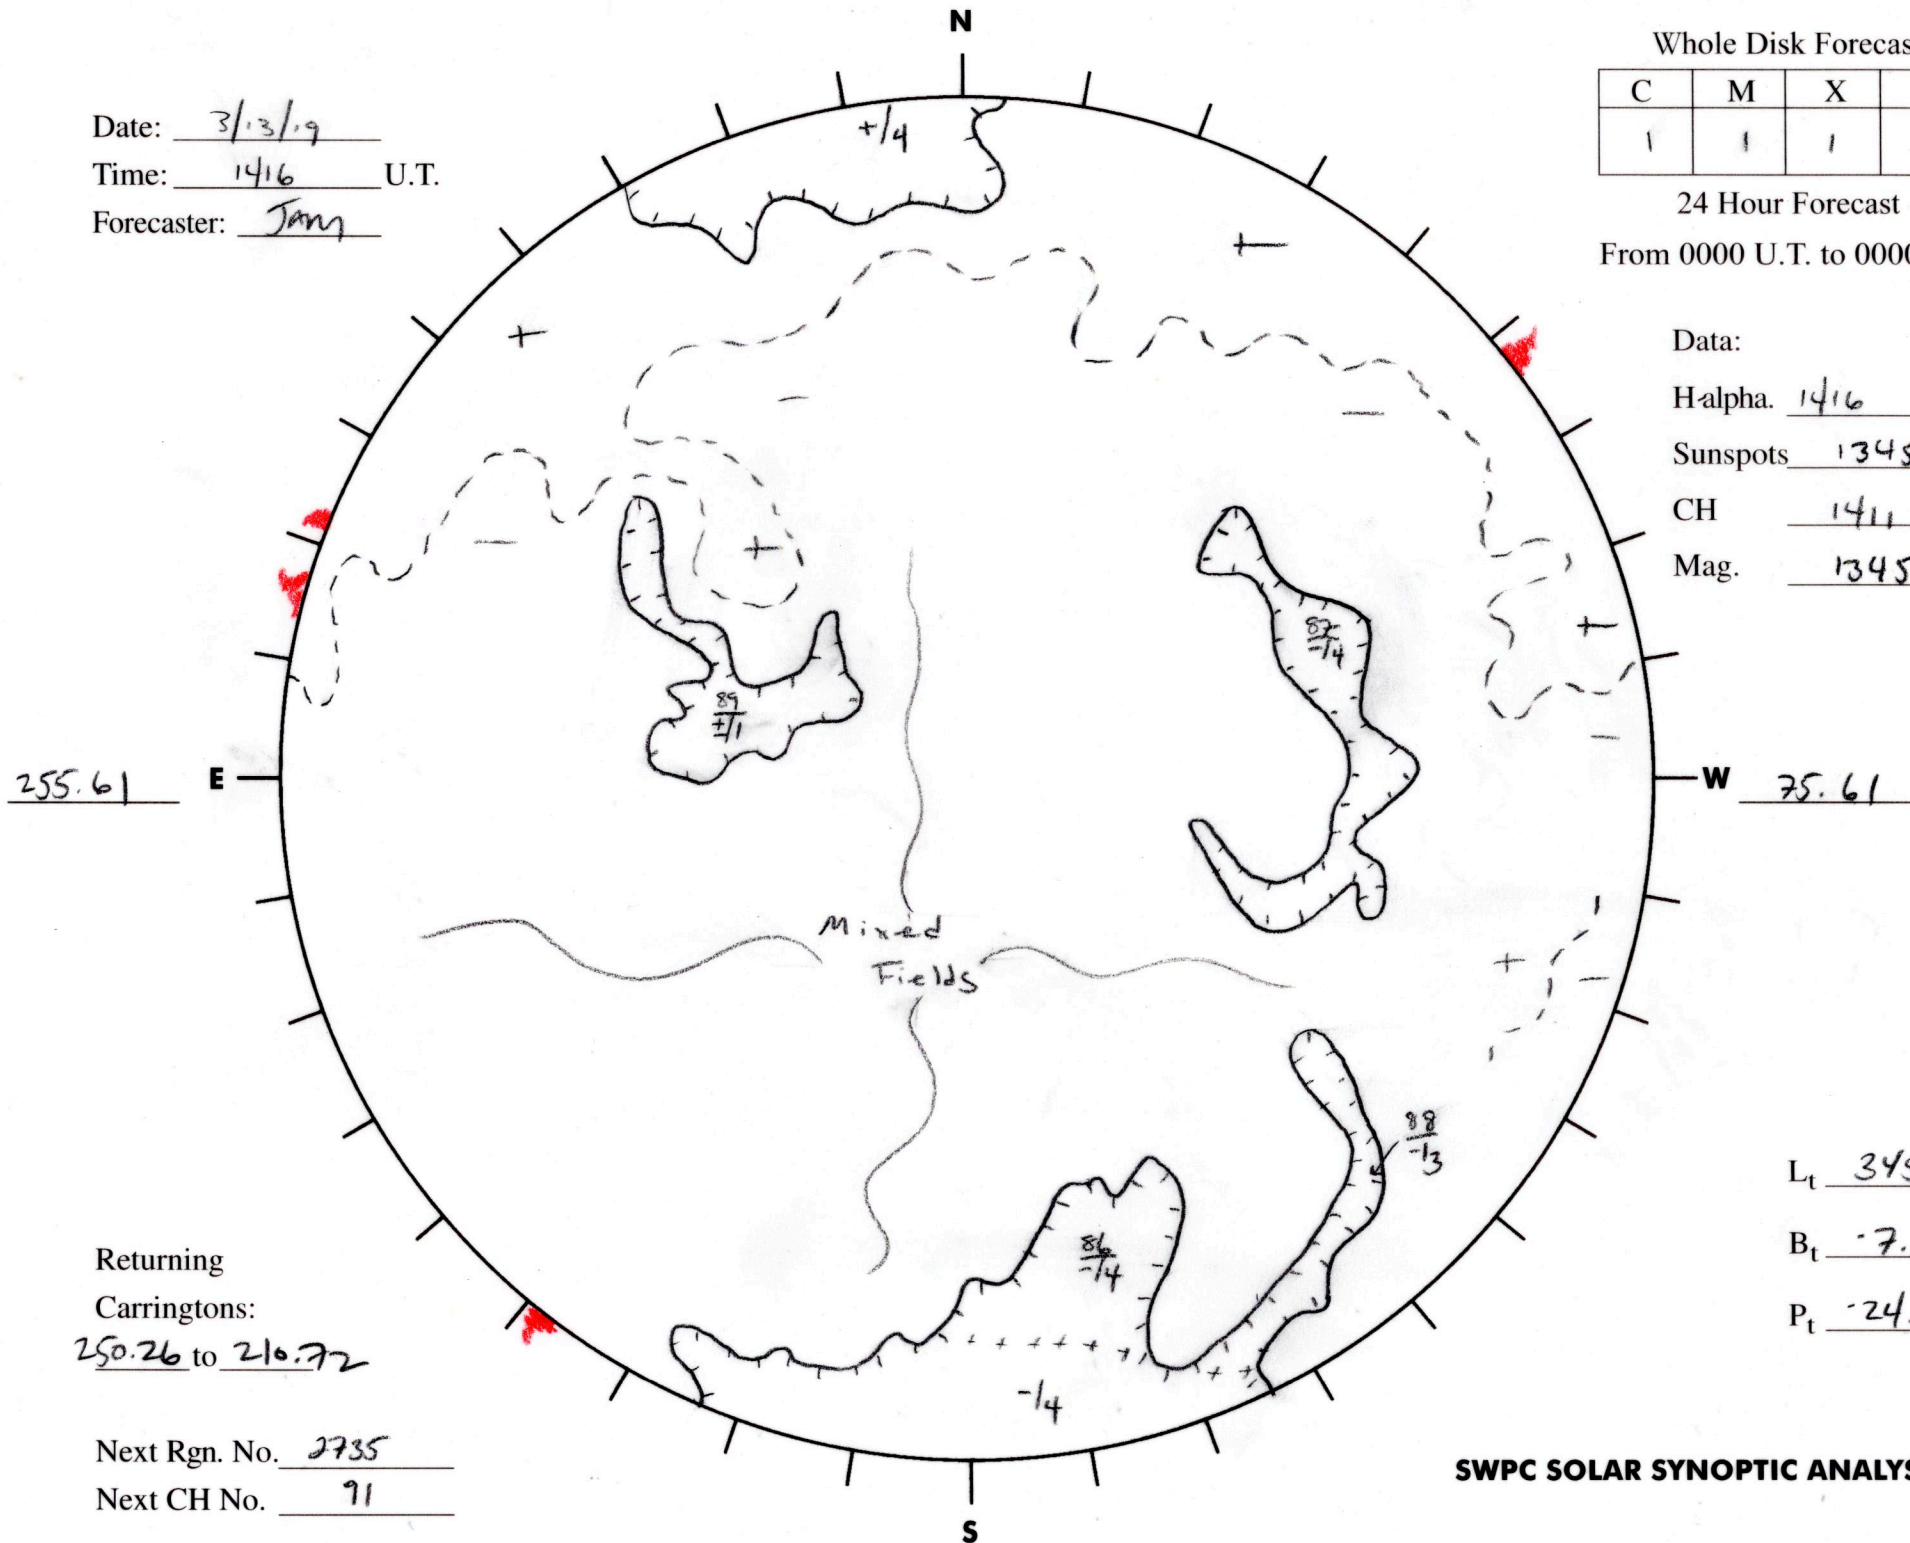 N
Whole Disk Forecas
C M X
1 1 1
24 Hour Forecast
From 0000 U.T. to 0000
Date: 3/13/19
Time: 1416 U.T.
Forecaster:
+/4
+
+
-
-
-
+
+
-
Data:
H-alpha. 1416
Sunspots 1345
CH 1411
Mag. 1345
87
-/4
89
+/1
255.61 E
W 75.61
Mixed
Fields
+ -
88
-/3
86
-/4
-/4
Lt 345
Bt -7.
Pt -24.
Returning
Carringtons:
250.26 to 210.72
Next Rgn. No. 2735
Next CH No. 91
SWPC SOLAR SYNOPTIC ANALYS
S